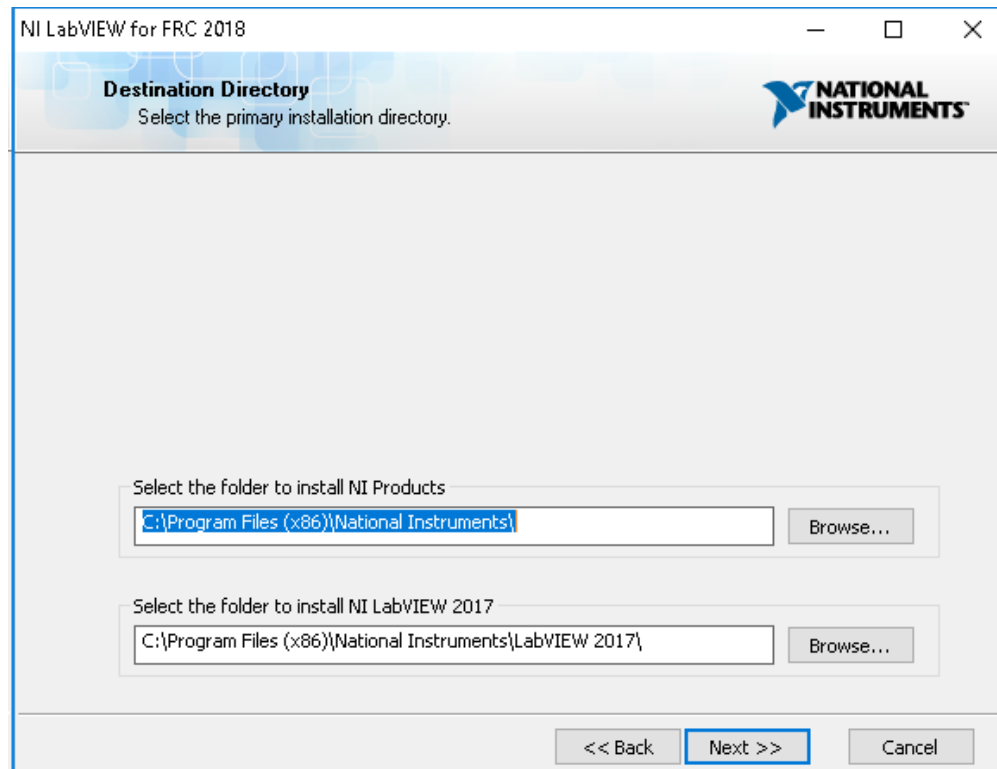 NI LabVIEW for FRC 2018
Destination Directory
Select the primary installation directory.
NATIONAL
INSTRUMENTS™
Select the folder to install NI Products
C:\Program Files (x86)\National Instruments\
Browse...
Select the folder to install NI LabVIEW 2017
C:\Program Files (x86)\National Instruments\LabVIEW 2017\
Browse...
<< Back
Next >>
Cancel